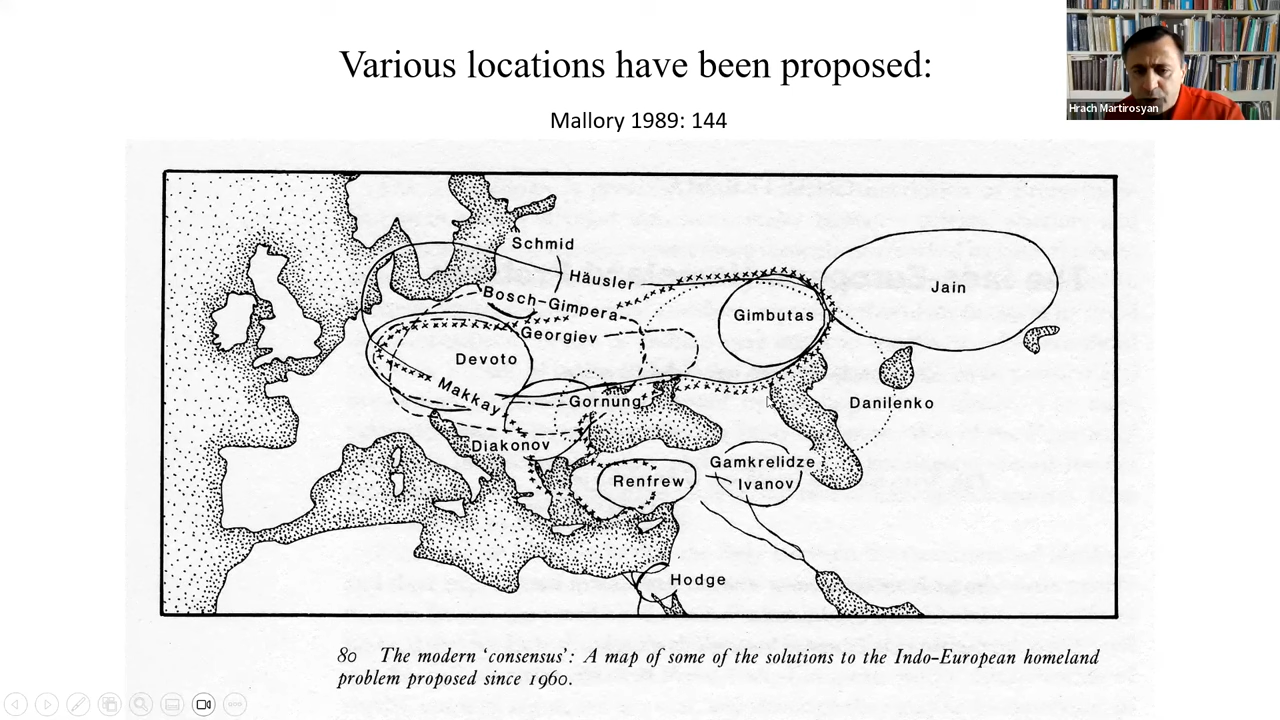 Various locations have been proposed:
Mallory 1989: 144
Hrach Martirosyan
Schmid
Häusler
Jain
Bosch-Gimpera
Gimbutas
Georgiev
Devoto
Makkay
Gornung
Danilenko
Diakonov
Gamkrelidze
Ivanov
Renfrew
Hodge
80 The modern ‘consensus’: A map of some of the solutions to the Indo-European homeland
problem proposed since 1960.